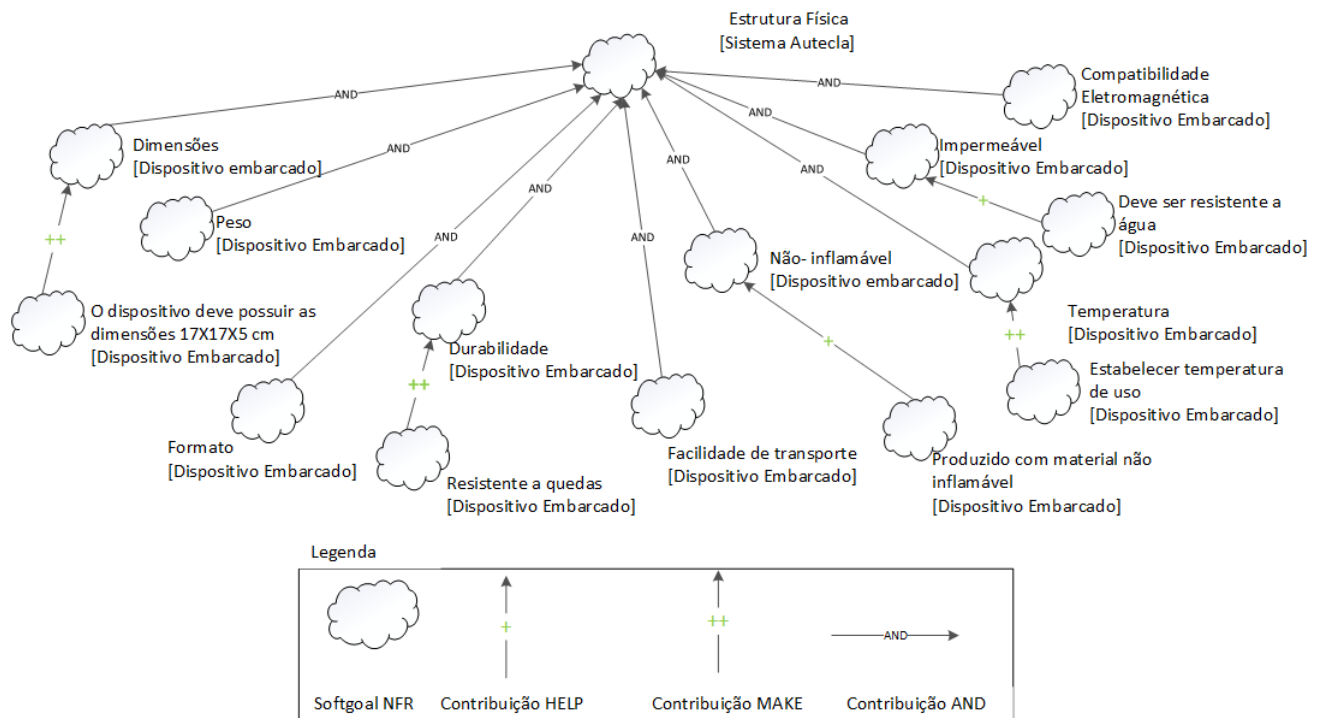 Estrutura Física
[Sistema Autecla]
AND
AND
AND
AND
AND
AND
AND
AND
AND
Compatibilidade
Eletromagnética
[Dispositivo Embarcado]
Dimensões
[Dispositivo embarcado]
Impermeável
[Dispositivo Embarcado]
Peso
[Dispositivo Embarcado]
+
Deve ser resistente a
água
[Dispositivo Embarcado]
++
Não- inflamável
[Dispositivo embarcado]
O dispositivo deve possuir as
dimensões 17X17X5 cm
[Dispositivo Embarcado]
Temperatura
[Dispositivo Embarcado]
++
+
Durabilidade
[Dispositivo Embarcado]
++
Estabelecer temperatura
de uso
[Dispositivo Embarcado]
Formato
[Dispositivo Embarcado]
Facilidade de transporte
[Dispositivo Embarcado]
Produzido com material não
inflamável
[Dispositivo Embarcado]
Resistente a quedas
[Dispositivo Embarcado]
Legenda
+
++
AND
Softgoal NFR
Contribuição HELP
Contribuição MAKE
Contribuição AND